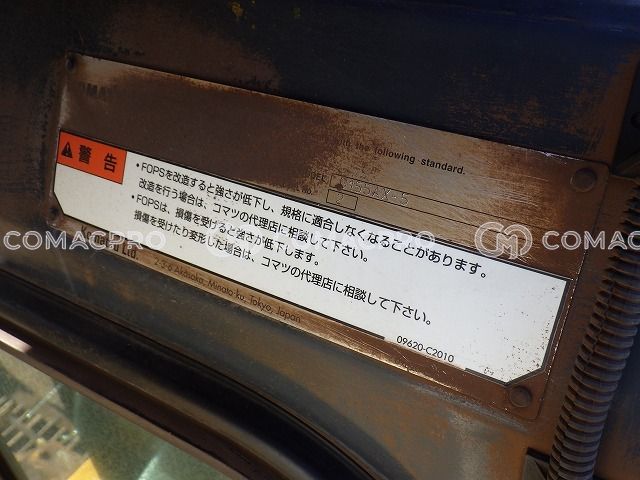 with the following standard.
警告
・FOPSを改造すると強さが低下し、規格に適合しなくなることがあります。
改造を行う場合は、コマツの代理店に相談して下さい。
・FOPSは、損傷を受けると強さが低下します。
損傷を受けたり変形した場合は、コマツの代理店に相談して下さい。
Ltd.
2-3-6 Akasaka, Minato-ku, Tokyo, Japan
09620-C2010
COMACPRO
COMACPRO
COMACPRO